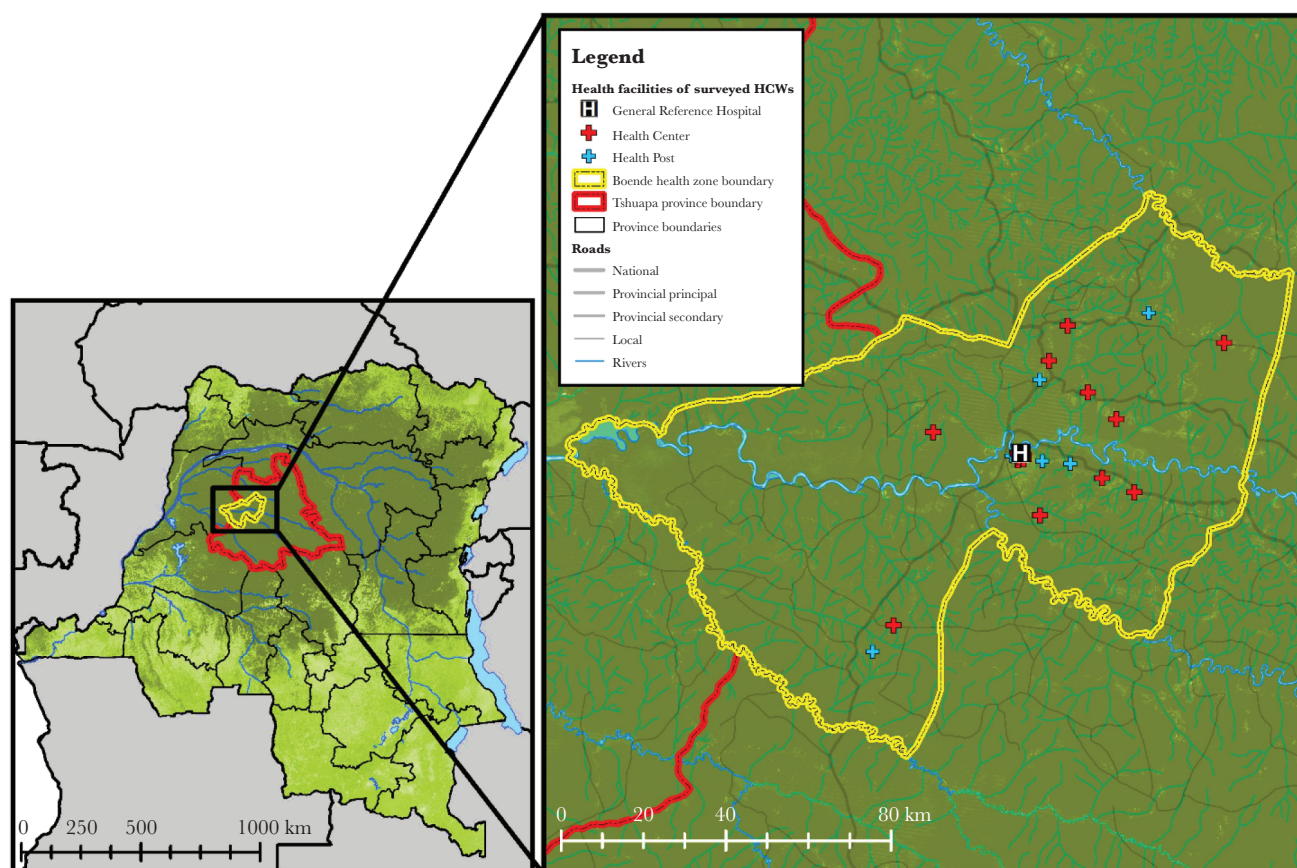 Legend
Health facilities of surveyed HCWs
H General Reference Hospital
Health Center
Health Post
Boende health zone boundary
Tshuapa province boundary
Province boundaries
Roads
National
Provincial principal
Provincial secondary
Local
Rivers
H
0 250 500 1000 km
0 20 40 80 km